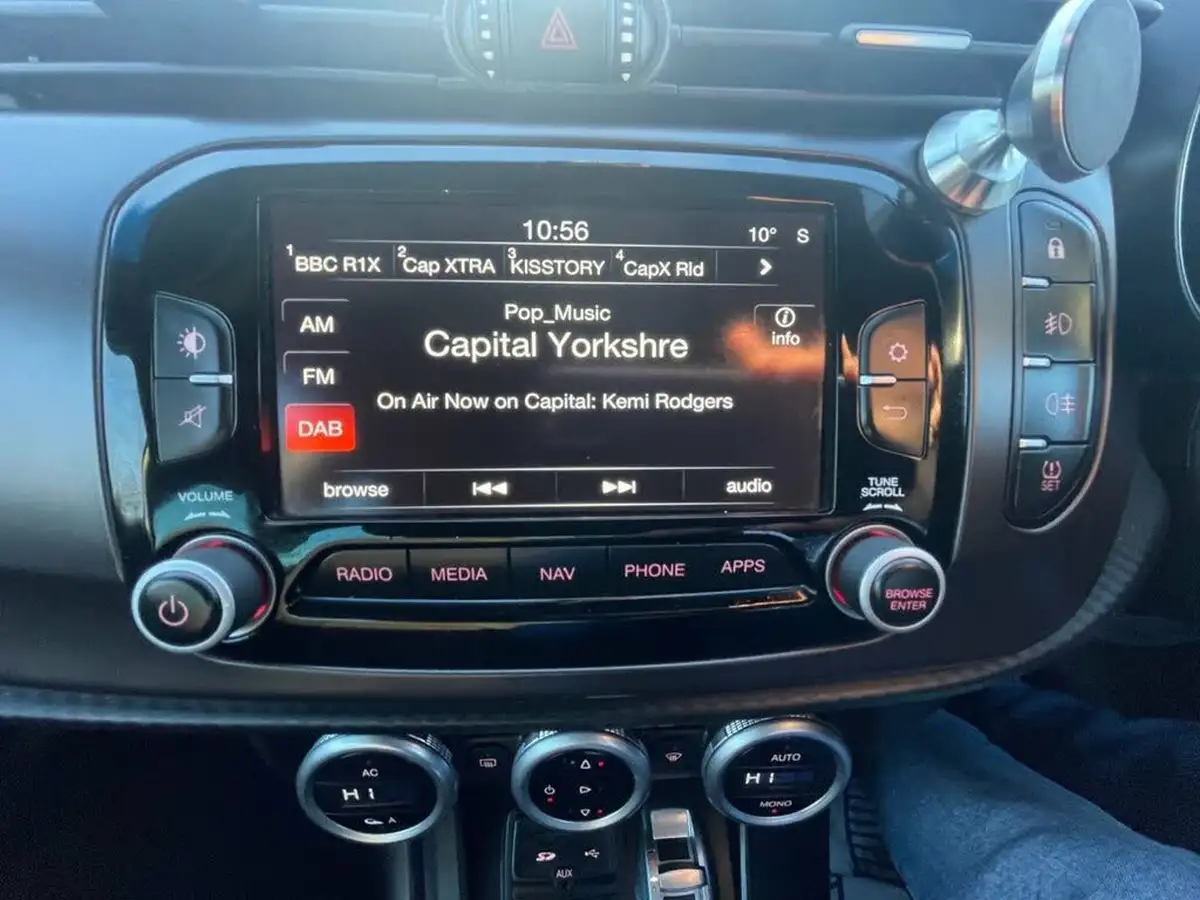 10:56
10° S
1 BBC R1X 2 Cap XTRA 3 KISSTORY 4 CapX Rld
AM
Pop_Music
info
Capital Yorkshre
FM
On Air Now on Capital: Kemi Rodgers
DAB
browse audio
VOLUME
TUNE
SCROLL
SET
RADIO MEDIA NAV PHONE APPS
BROWSE
ENTER
AC
HI
A
AUTO
HI
MONO
AUX